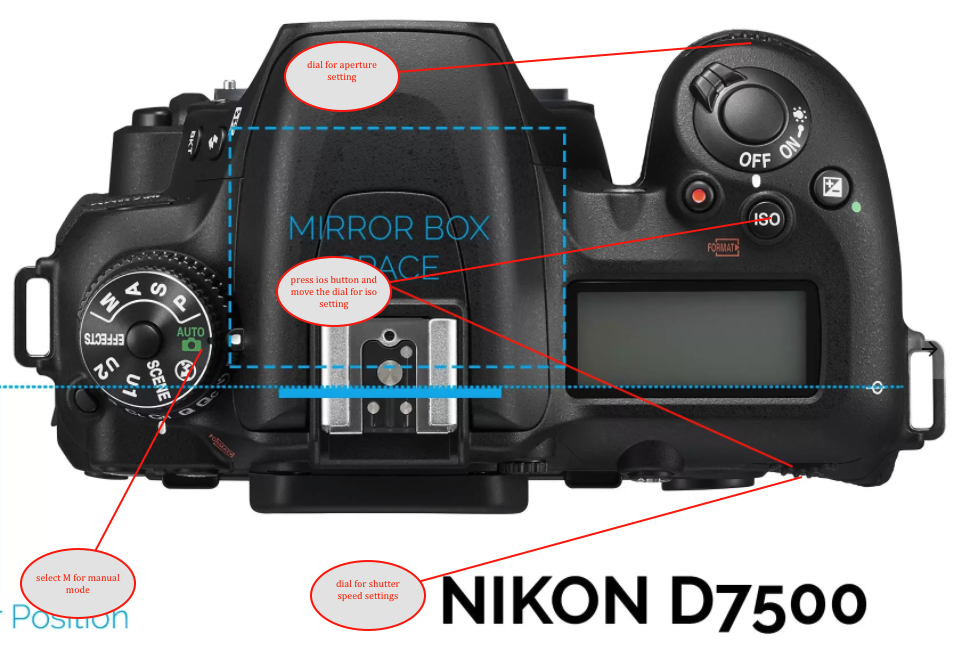 dial for aperture
setting
BKT
OFF
ON
MIRROR BOX
SPACE
ISO
FORMAT
press ios button and
move the dial for iso
setting
M
A
S
P
AUTO
EFFECTS
U2
U1
SCENE
select M for manual
mode
dial for shutter
speed settings
NIKON D7500
r Position